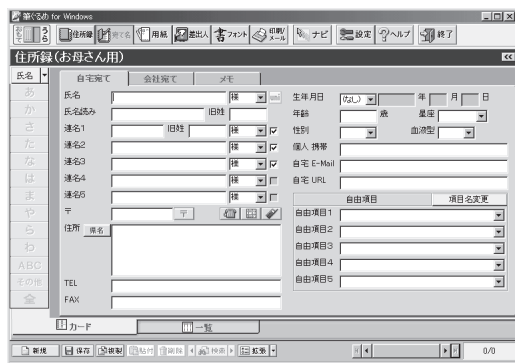 筆ぐるめ for Windows
おもて うら 住所録 宛て名 用紙 差出人 フォント 印刷/メール ナビ 設定 ヘルプ 終了
住所録(お母さん用)
氏名 自宅宛て 会社宛て メモ
あ
か
さ
た
な
は
ま
や
ら
わ
ABC
その他
全
氏名 様
氏名読み 旧姓
連名1 旧姓 様
連名2 様
連名3 様
連名4 様
連名5 様
〒 〒
住所 県名
TEL
FAX
生年月日 (なし) 年 月 日
年齢 歳 星座
性別 血液型
個人 携帯
自宅 E-Mail
自宅 URL
自由項目 項目名変更
自由項目1
自由項目2
自由項目3
自由項目4
自由項目5
カード 一覧
新規 保存 複製 貼付 削除 検索 拡張 0/0